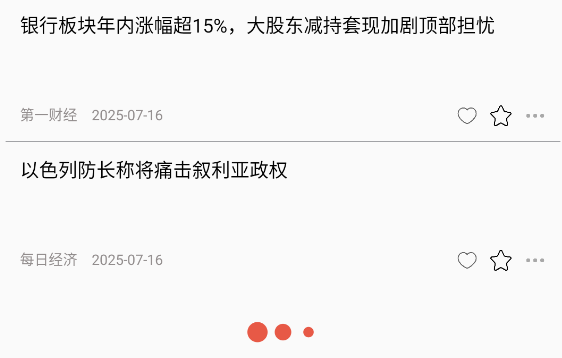 银行板块年内涨幅超15%，大股东减持套现加剧顶部担忧
第一财经 2025-07-16
以色列防长称将痛击叙利亚政权
每日经济 2025-07-16